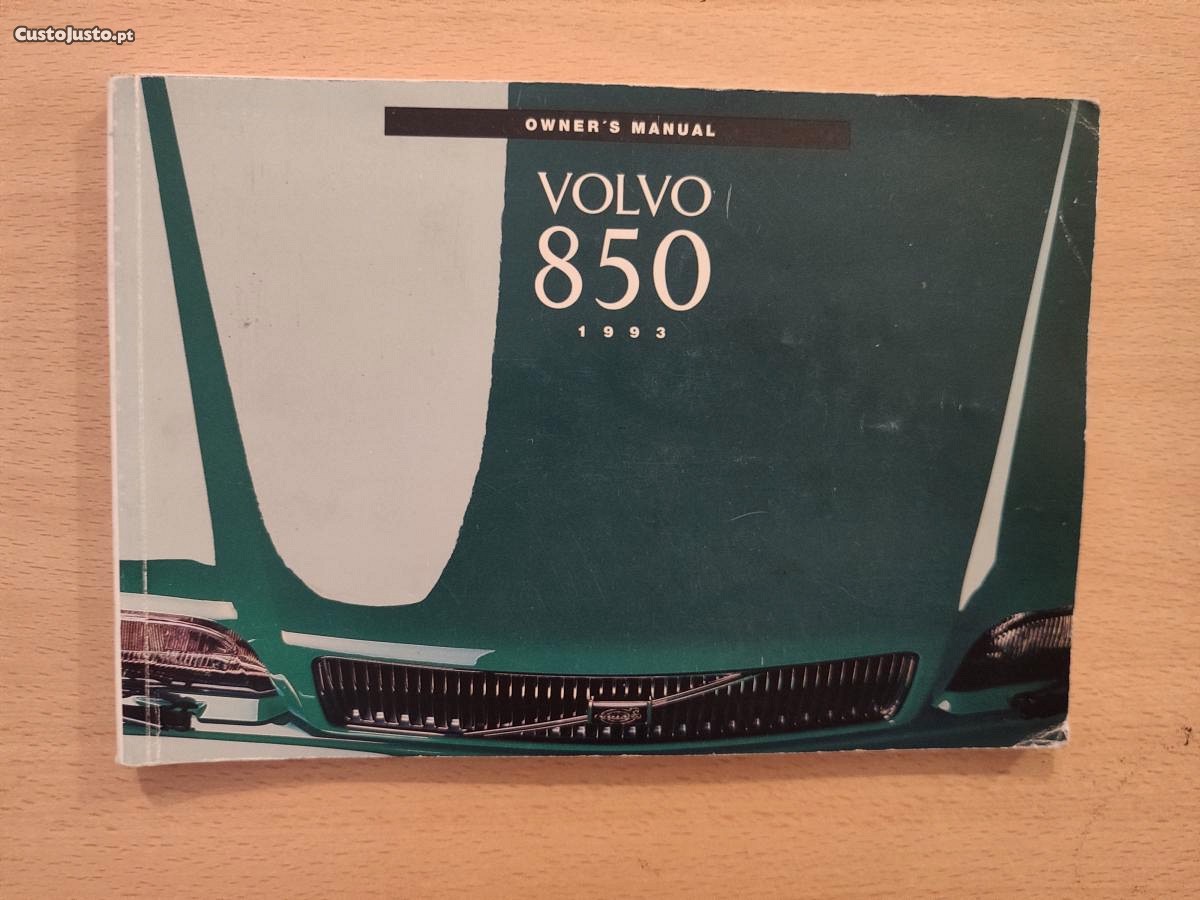 CustoJusto.pt
OWNER´S MANUAL
VOLVO
850
1993